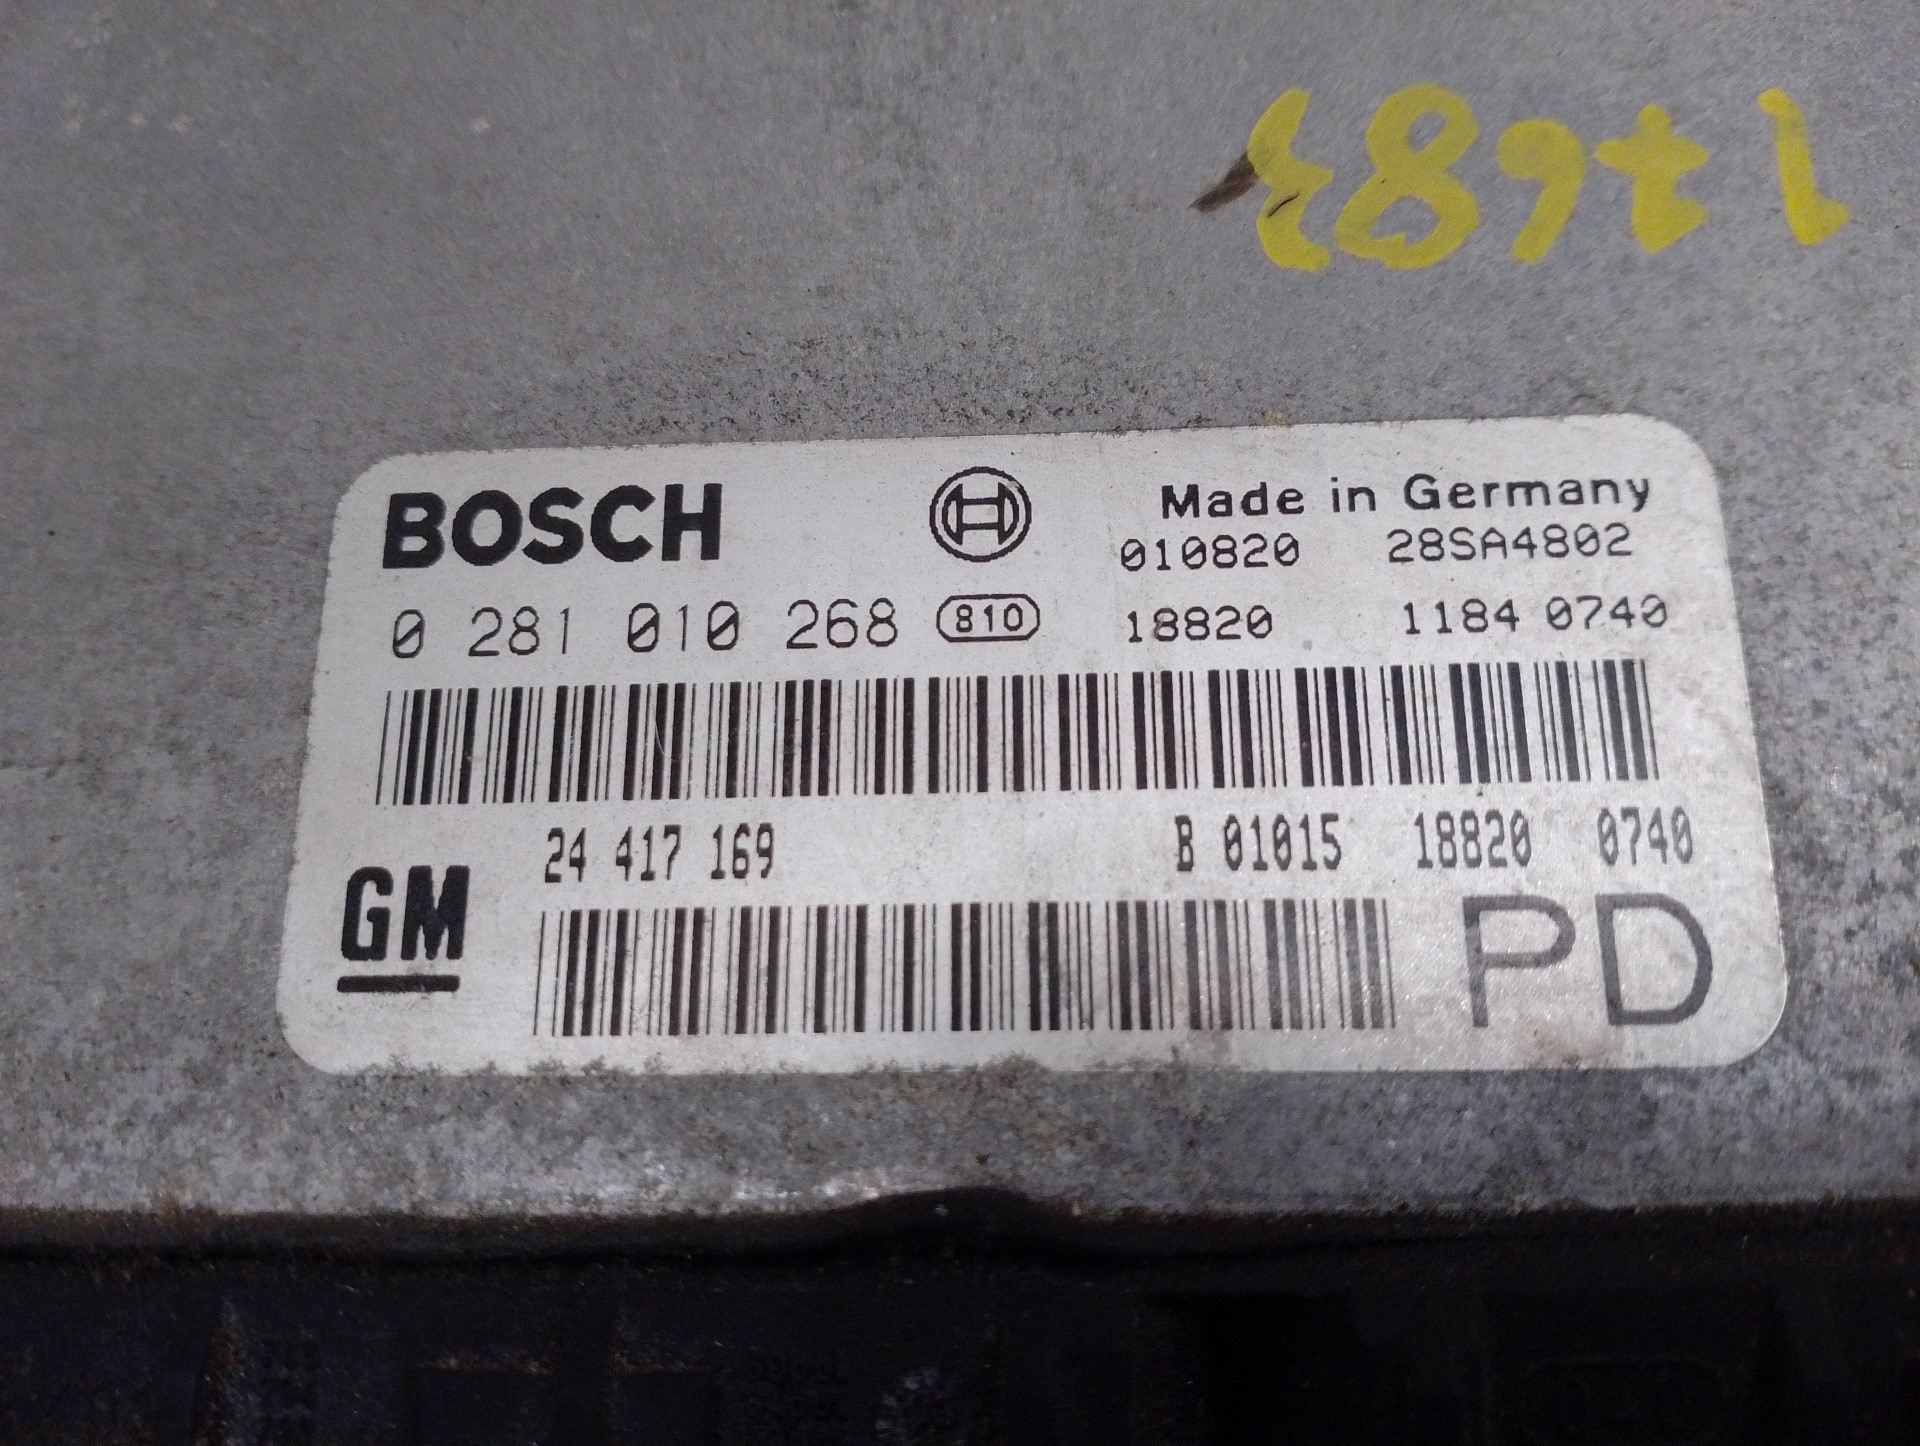 17683
BOSCH
Made in Germany
010820 28SA4802
0 281 010 268 810 18820 1184 0740
24 417 169 B 01015 18820 0740
GM PD